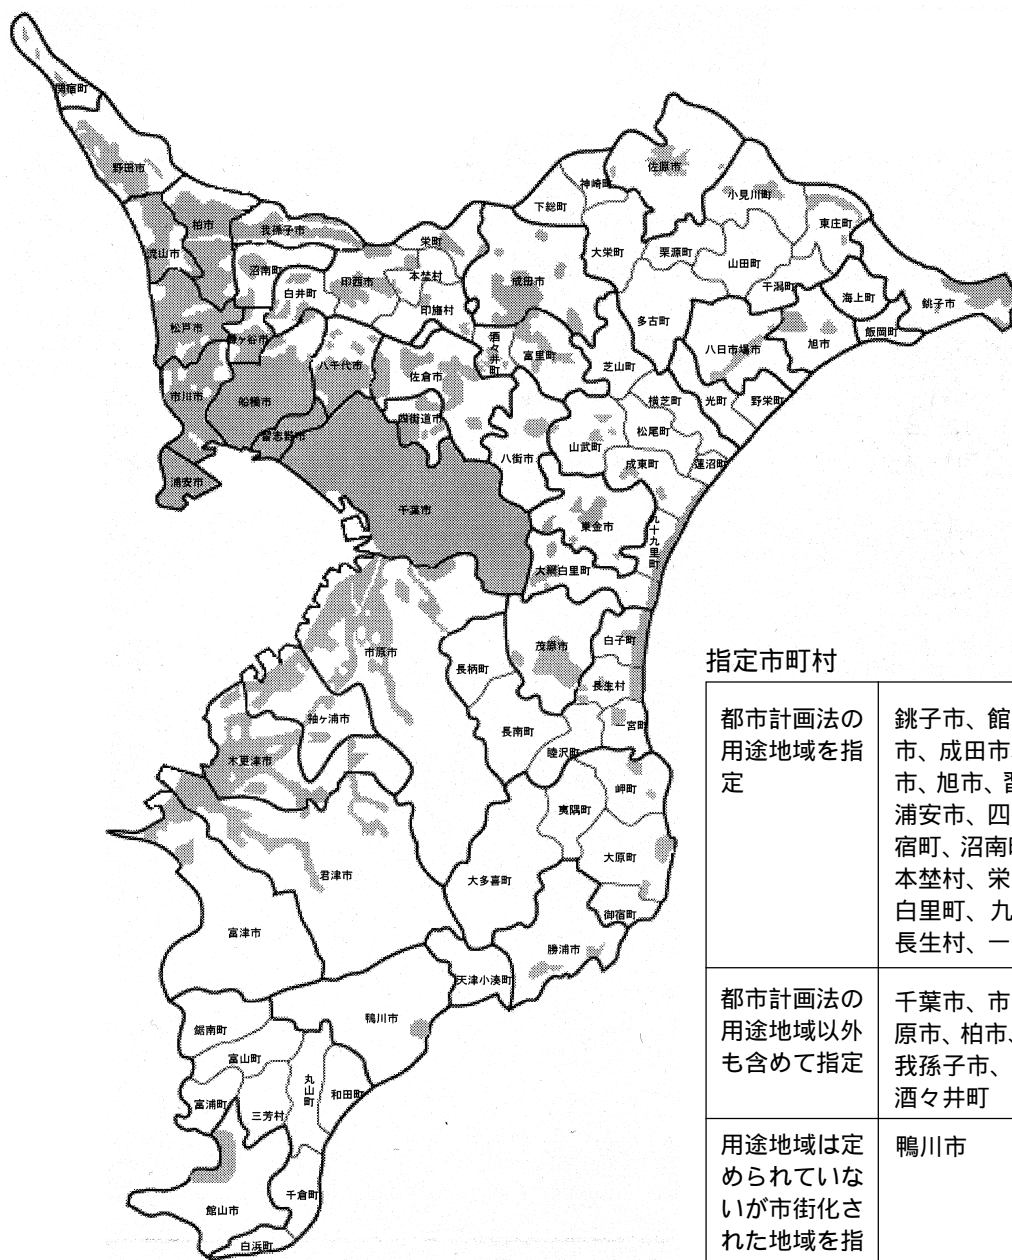 関宿町
野田市
柏市
我孫子市
流山市
沼南町
白井町
印西市
栄町
本埜村
印旛村
成田市
下総町
神崎町
佐原市
大栄町
小見川町
東庄町
栗源町
山田町
干潟町
海上町
銚子市
飯岡町
旭市
八日市場市
多古町
松戸市
鎌ヶ谷市
八千代市
酒々井町
富里町
芝山町
市川市
船橋市
佐倉市
四街道市
習志野市
浦安市
千葉市
八街市
山武町
横芝町
光町
野栄町
松尾町
成東町
蓮沼町
東金市
九十九里町
大網白里町
市原市
長柄町
茂原市
白子町
長生村
長南町
一宮町
睦沢町
袖ヶ浦市
木更津市
岬町
夷隅町
大原町
君津市
大多喜町
御宿町
富津市
勝浦市
天津小湊町
鋸南町
鴨川市
富山町
丸山町
和田町
富浦町
三芳村
館山市
千倉町
白浜町
指定市町村
都市計画法の
用途地域を指
定
銚子市、館
市、成田市
市、旭市、
浦安市、四
宿町、沼南
本埜村、栄
白里町、九
長生村、一
都市計画法の
用途地域以外
も含めて指定
千葉市、市
原市、柏市、
我孫子市、
酒々井町
用途地域は定
められていな
いが市街化さ
れた地域を指
鴨川市